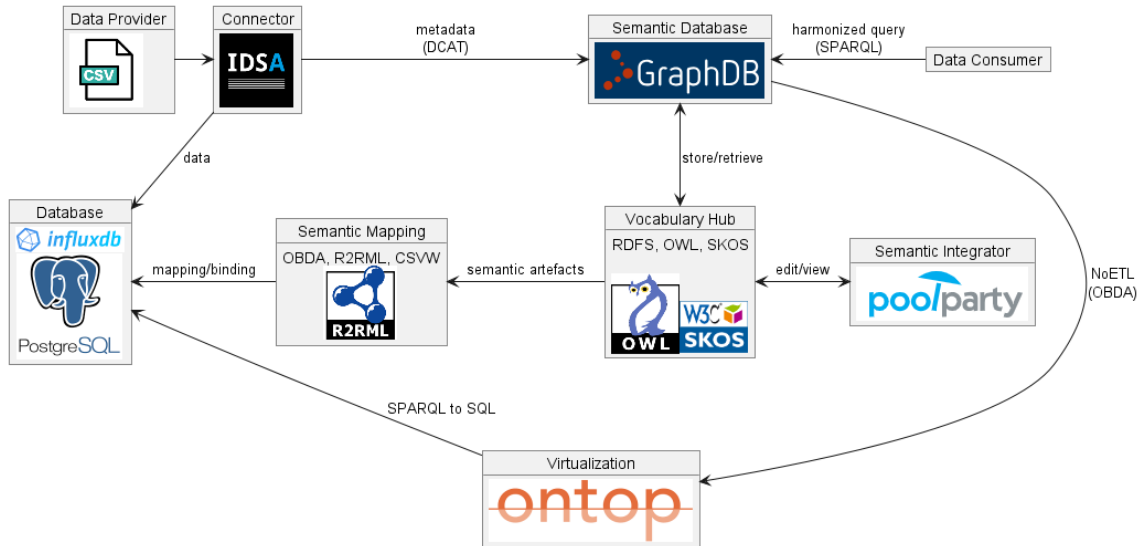 Data Provider
CSV
Connector
IDSA
metadata
(DCAT)
Semantic Database
GraphDB
harmonized query
(SPARQL)
Data Consumer
data
store/retrieve
Database
influxdb
PostgreSQL
mapping/binding
Semantic Mapping
OBDA, R2RML, CSVW
R2RML
semantic artefacts
Vocabulary Hub
RDFS, OWL, SKOS
OWL
W3C
SKOS
edit/view
Semantic Integrator
poolparty
NoETL
(OBDA)
SPARQL to SQL
Virtualization
ontop